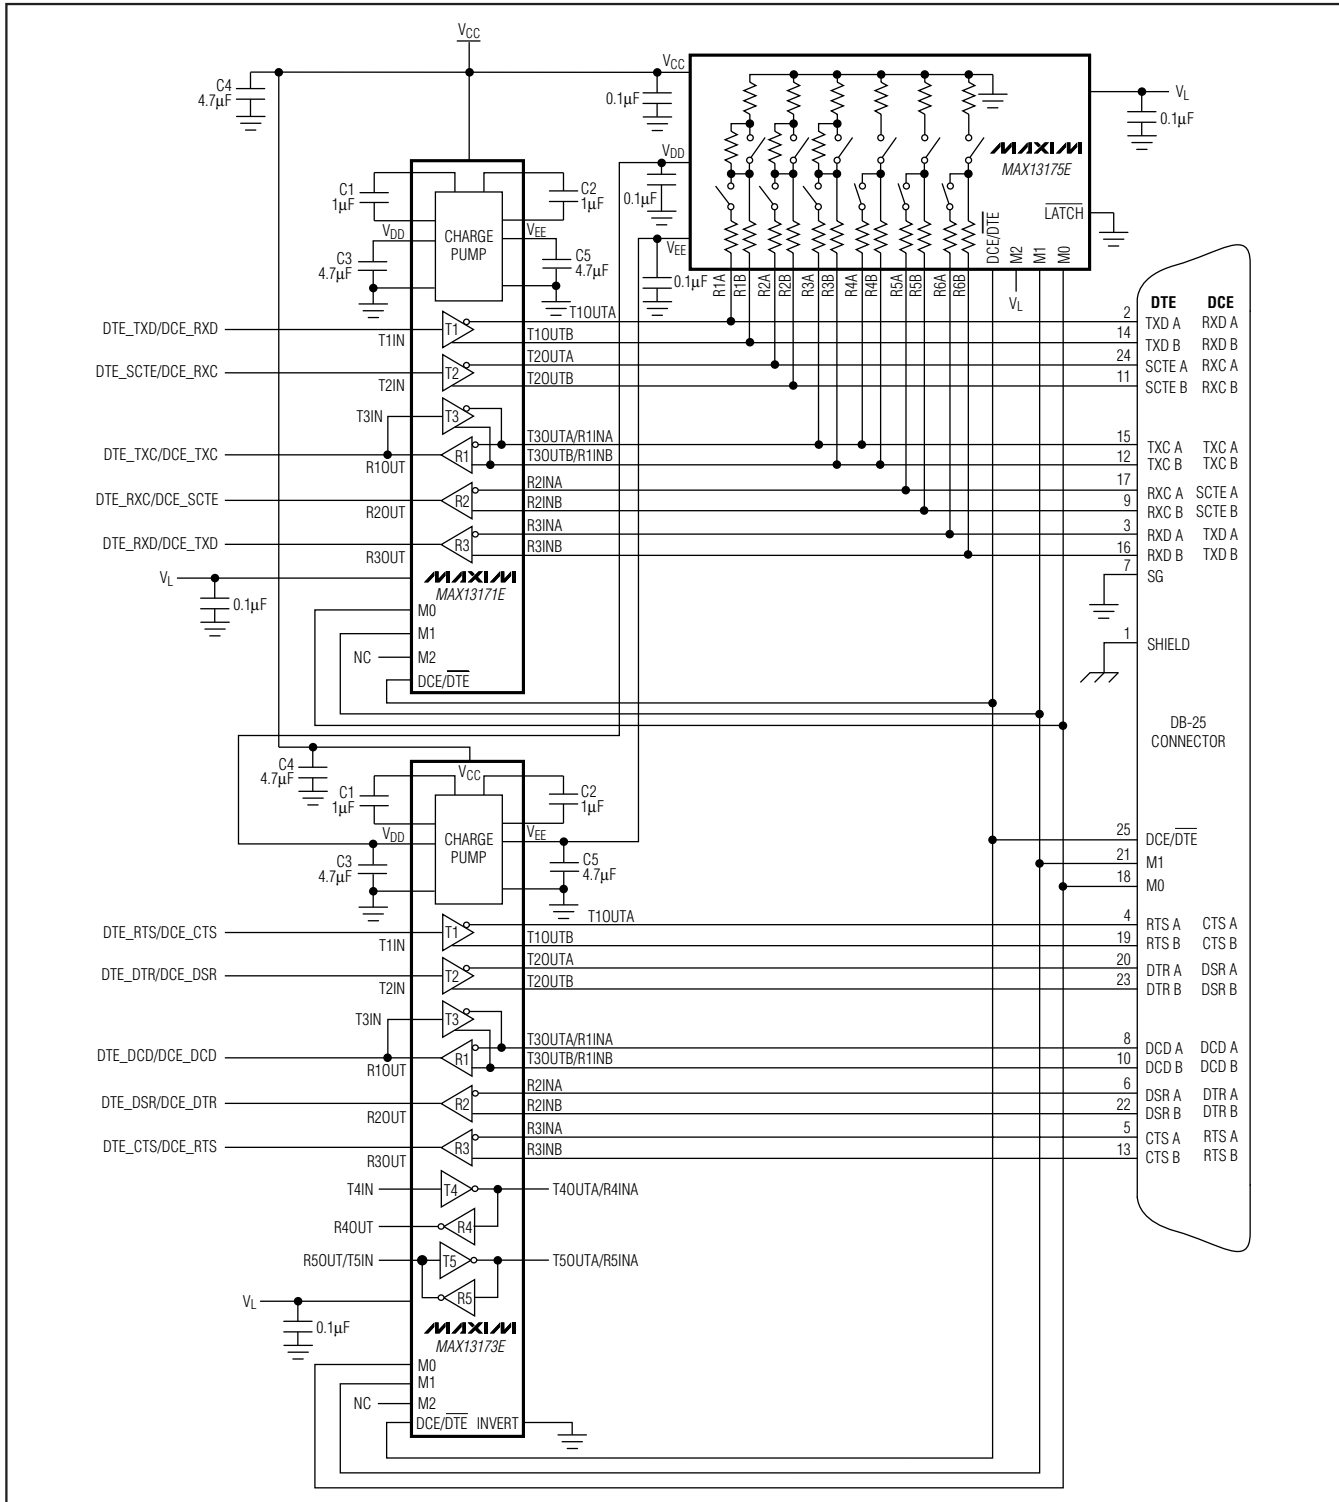 VCC
C4
4.7µF
VCC
0.1µF
VL
0.1µF
MAXIM
MAX13175E
VDD
0.1µF
LATCH
VEE
0.1µF
R1A
R1B
R2A
R2B
R3A
R3B
R4A
R4B
R5A
R5B
R6A
R6B
DCE/DTE
M2
M1
M0
VL
C1
1µF
C2
1µF
VDD
CHARGE
PUMP
VEE
C3
4.7µF
C5
4.7µF
DTE_TXD/DCE_RXD
T1IN
T1
T1OUTA
T1OUTB
DTE_SCTE/DCE_RXC
T2IN
T2
T2OUTA
T2OUTB
T3IN
T3
DTE_TXC/DCE_TXC
R1OUT
R1
T3OUTA/R1INA
T3OUTB/R1INB
DTE_RXC/DCE_SCTE
R2OUT
R2
R2INA
R2INB
DTE_RXD/DCE_TXD
R3OUT
R3
R3INA
R3INB
VL
0.1µF
MAXIM
MAX13171E
M0
M1
NC
M2
DCE/DTE
DTE DCE
2 TXD A RXD A
14 TXD B RXD B
24 SCTE A RXC A
11 SCTE B RXC B
15 TXC A TXC A
12 TXC B TXC B
17 RXC A SCTE A
9 RXC B SCTE B
3 RXD A TXD A
16 RXD B TXD B
7 SG
1 SHIELD
DB-25
CONNECTOR
25 DCE/DTE
21 M1
18 M0
4 RTS A CTS A
19 RTS B CTS B
20 DTR A DSR A
23 DTR B DSR B
8 DCD A DCD A
10 DCD B DCD B
6 DSR A DTR A
22 DSR B DTR B
5 CTS A RTS A
13 CTS B RTS B
C4
4.7µF
VCC
C1
1µF
C2
1µF
VDD
CHARGE
PUMP
VEE
C3
4.7µF
C5
4.7µF
DTE_RTS/DCE_CTS
T1IN
T1
T1OUTA
T1OUTB
DTE_DTR/DCE_DSR
T2IN
T2
T2OUTA
T2OUTB
T3IN
T3
DTE_DCD/DCE_DCD
R1OUT
R1
T3OUTA/R1INA
T3OUTB/R1INB
DTE_DSR/DCE_DTR
R2OUT
R2
R2INA
R2INB
DTE_CTS/DCE_RTS
R3OUT
R3
R3INA
R3INB
T4IN
T4
T4OUTA/R4INA
R4OUT
R4
R5OUT/T5IN
T5
T5OUTA/R5INA
R5
VL
0.1µF
MAXIM
MAX13173E
M0
M1
NC
M2
DCE/DTE INVERT